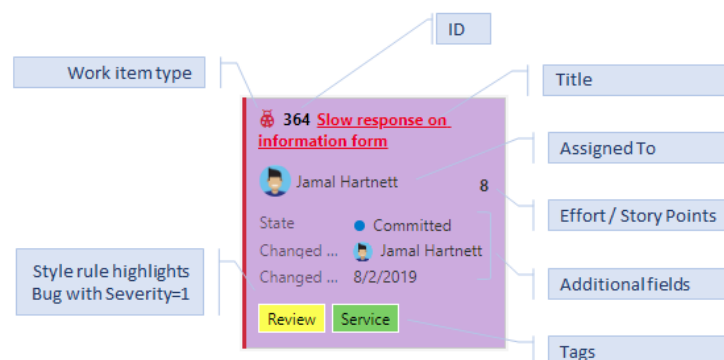 ID
Work item type
Title
364 Slow response on
information form
Assigned To
Jamal Hartnett
8
Effort / Story Points
State
Committed
Changed ...
Jamal Hartnett
Changed ...
8/2/2019
Style rule highlights
Bug with Severity=1
Additional fields
Review
Service
Tags